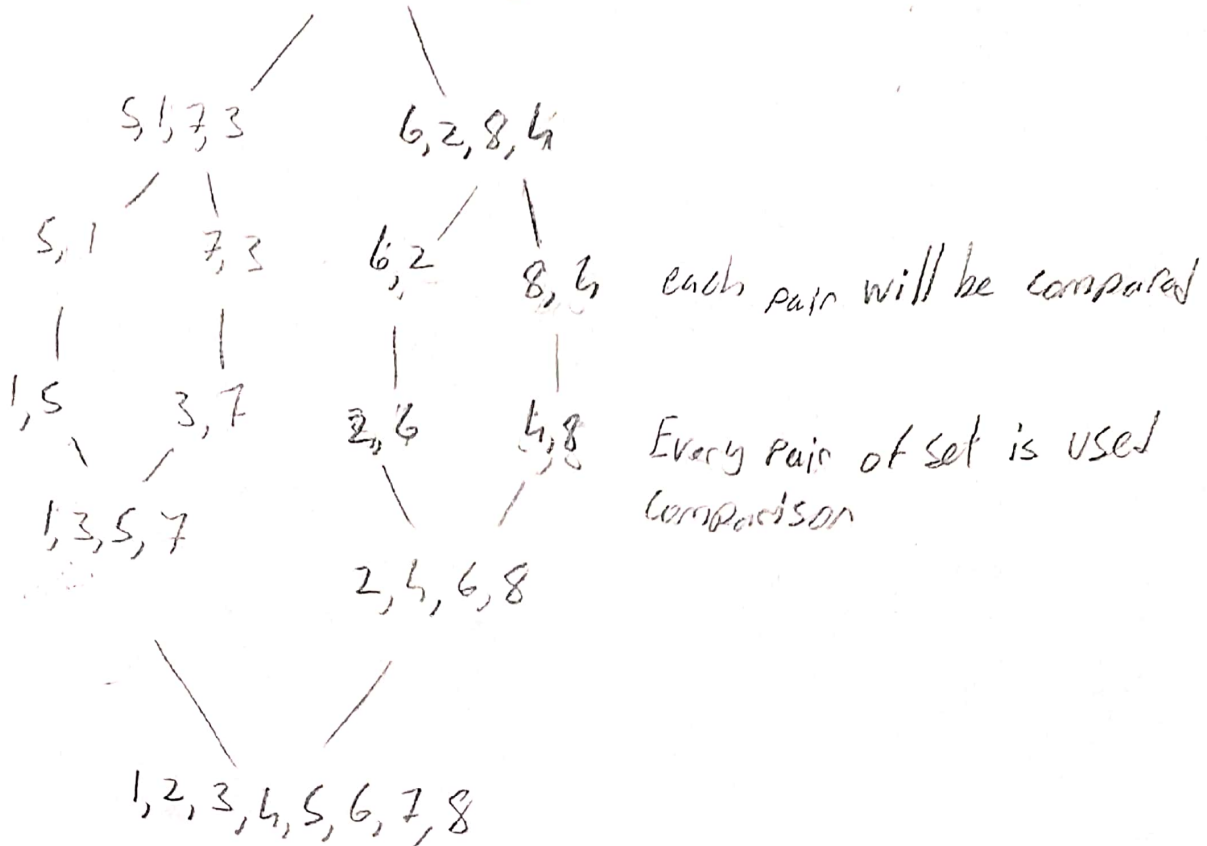 5,1,7,3 6,2,8,4
5,1 7,3 6,2 8,4 each pair will be compared
1,5 3,7 2,6 4,8 Every pair of set is used
comparison
1,3,5,7
2,4,6,8
1,2,3,4,5,6,7,8